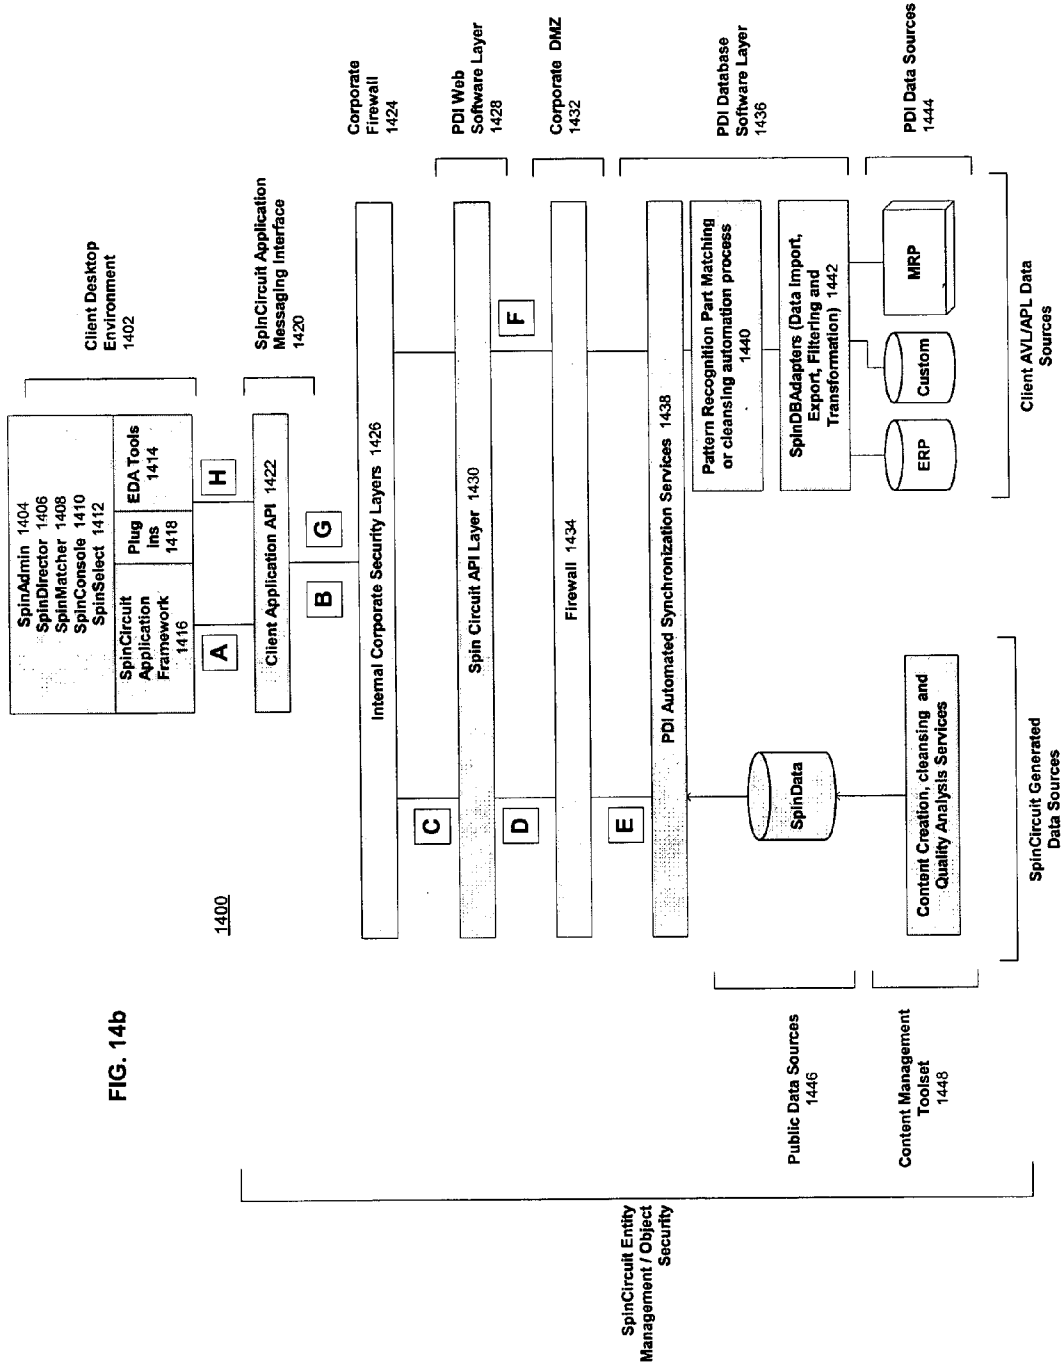 FIG. 14b
1400
SpinAdmin 1404
SpinDirector 1406
SpinMatcher 1408
SpinConsole 1410
SpinSelect 1412
SpinCircuit
Application
Framework
1416
Plug
ins
1418
EDA Tools
1414
Client Desktop
Environment
1402
A
H
Client Application API 1422
SpinCircuit Application
Messaging Interface
1420
B
G
Internal Corporate Security Layers 1426
Corporate
Firewall
1424
C
Spin Circuit API Layer 1430
PDI Web
Software Layer
1428
D
F
Firewall 1434
Corporate DMZ
1432
E
PDI Automated Synchronization Services 1438
Pattern Recognition Part Matching
or cleansing automation process
1440
SpinDBAdapters (Data Import,
Export, Filtering and
Transformation) 1442
PDI Database
Software Layer
1436
ERP
Custom
MRP
PDI Data Sources
1444
Client AVL/APL Data
Sources
SpinData
Public Data Sources
1446
Content Creation, cleansing and
Quality Analysis Services
Content Management
Toolset
1448
SpinCircuit Generated
Data Sources
SpinCircuit Entity
Management / Object
Security